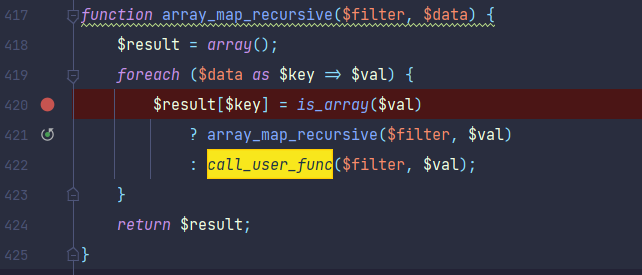 417 function array_map_recursive($filter, $data) {
418 $result = array();
419 foreach ($data as $key => $val) {
420 $result[$key] = is_array($val)
421 ? array_map_recursive($filter, $val)
422 : call_user_func($filter, $val);
423 }
424 return $result;
425 }